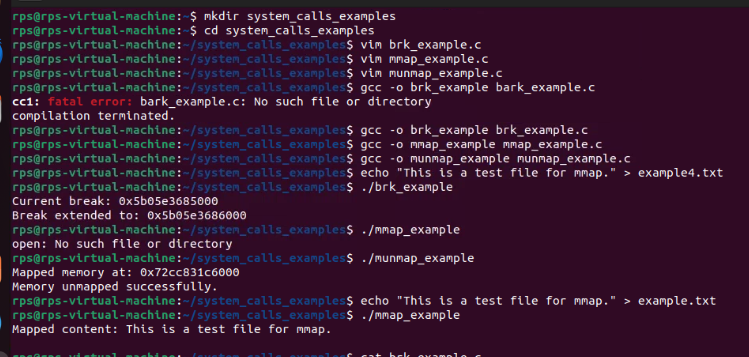 rps@rps-virtual-machine:~$ mkdir system_calls_examples
rps@rps-virtual-machine:~$ cd system_calls_examples
rps@rps-virtual-machine:~/system_calls_examples$ vim brk_example.c
rps@rps-virtual-machine:~/system_calls_examples$ vim mmap_example.c
rps@rps-virtual-machine:~/system_calls_examples$ vim munmap_example.c
rps@rps-virtual-machine:~/system_calls_examples$ gcc -o brk_example bark_example.c
cc1: fatal error: bark_example.c: No such file or directory
compilation terminated.
rps@rps-virtual-machine:~/system_calls_examples$ gcc -o brk_example brk_example.c
rps@rps-virtual-machine:~/system_calls_examples$ gcc -o mmap_example mmap_example.c
rps@rps-virtual-machine:~/system_calls_examples$ gcc -o munmap_example munmap_example.c
rps@rps-virtual-machine:~/system_calls_examples$ echo "This is a test file for mmap." > example4.txt
rps@rps-virtual-machine:~/system_calls_examples$ ./brk_example
Current break: 0x5b05e3685000
Break extended to: 0x5b05e3686000
rps@rps-virtual-machine:~/system_calls_examples$ ./mmap_example
open: No such file or directory
rps@rps-virtual-machine:~/system_calls_examples$ ./munmap_example
Mapped memory at: 0x72cc831c6000
Memory unmapped successfully.
rps@rps-virtual-machine:~/system_calls_examples$ echo "This is a test file for mmap." > example.txt
rps@rps-virtual-machine:~/system_calls_examples$ ./mmap_example
Mapped content: This is a test file for mmap.
rps@rps-virtual-machine:~/system_calls_examples$ cat brk_example.c